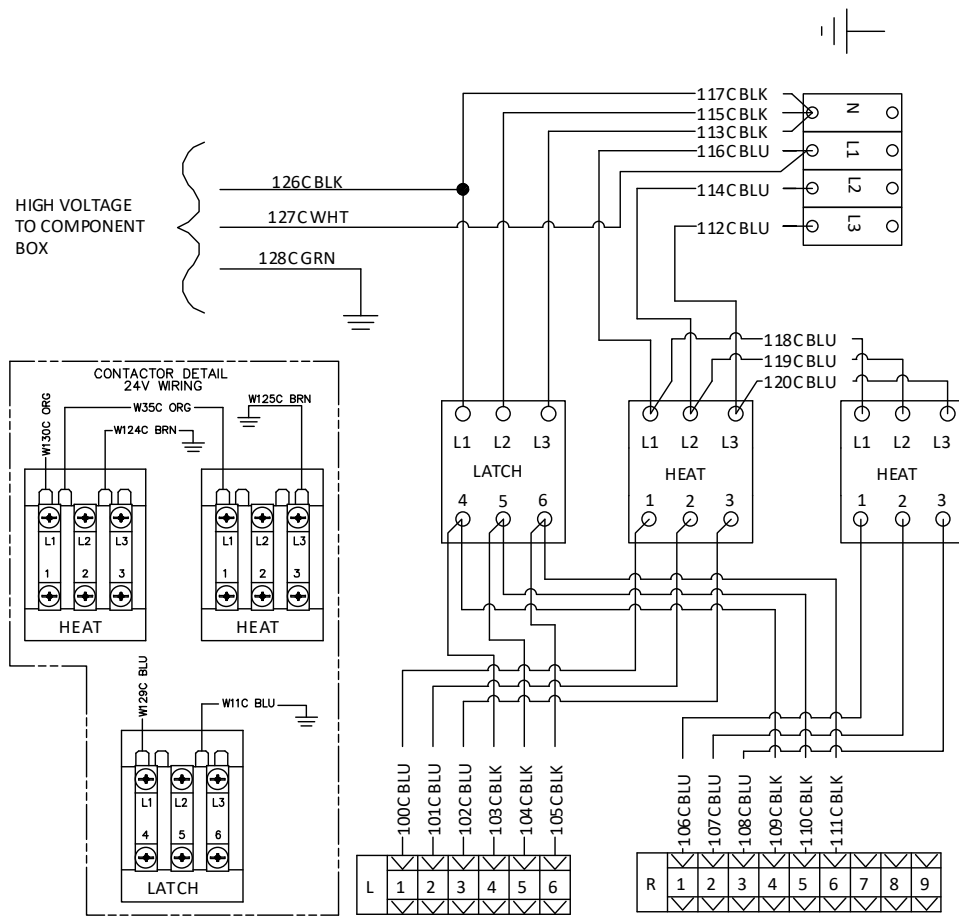 117C BLK
115C BLK
113C BLK
116C BLU
114C BLU
112C BLU
N
L1
L2
L3
126C BLK
127C WHT
128C GRN
HIGH VOLTAGE
TO COMPONENT
BOX
118C BLU
119C BLU
120C BLU
L1 L2 L3
LATCH
4 5 6
L1 L2 L3
HEAT
1 2 3
L1 L2 L3
HEAT
1 2 3
CONTACTOR DETAIL
24V WIRING
W130C ORG
W35C ORG
W124C BRN
W125C BRN
L1 L2 L3
1 2 3
HEAT
L1 L2 L3
1 2 3
HEAT
W129C BLU
W11C BLU
L1 L2 L3
4 5 6
LATCH
100C BLU
101C BLU
102C BLU
103C BLK
104C BLK
105C BLK
L 1 2 3 4 5 6
106C BLU
107C BLU
108C BLU
109C BLK
110C BLK
111C BLK
R 1 2 3 4 5 6 7 8 9